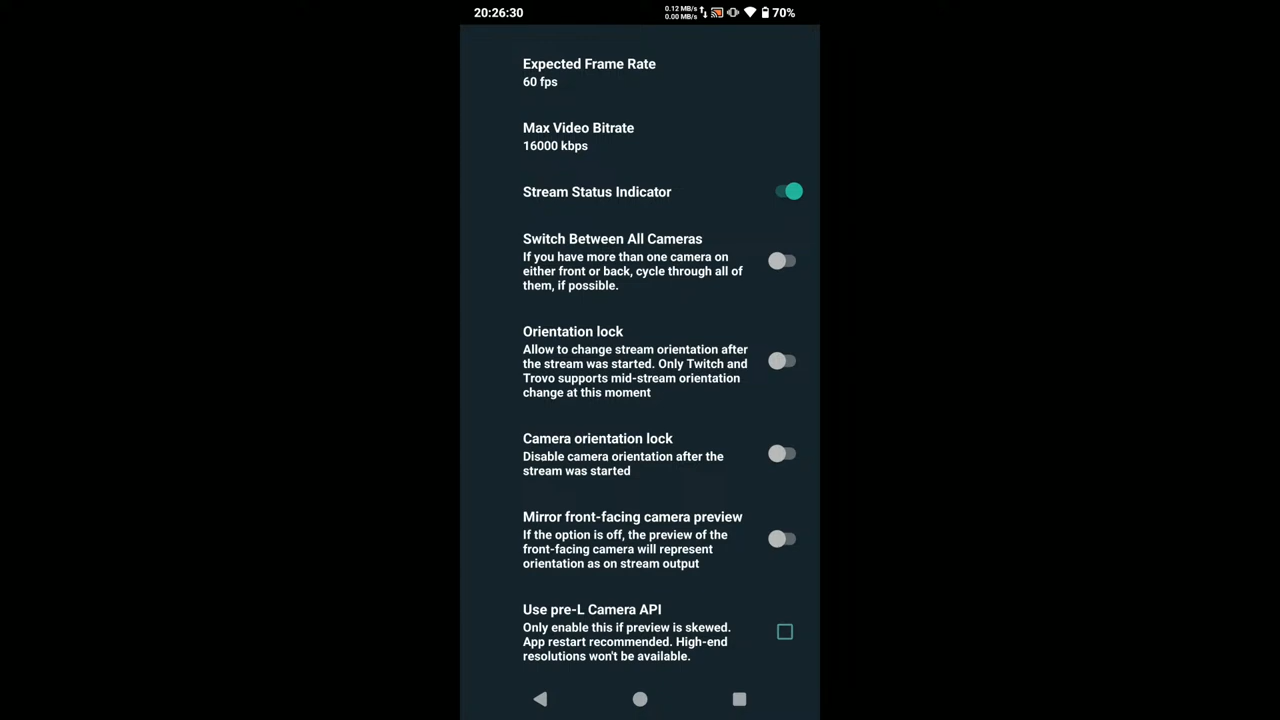 20:26:30
0.12 MB/s
0.00 MB/s
70%
Expected Frame Rate
60 fps
Max Video Bitrate
16000 kbps
Stream Status Indicator
Switch Between All Cameras
If you have more than one camera on
either front or back, cycle through all of
them, if possible.
Orientation lock
Allow to change stream orientation after
the stream was started. Only Twitch and
Trovo supports mid-stream orientation
change at this moment
Camera orientation lock
Disable camera orientation after the
stream was started
Mirror front-facing camera preview
If the option is off, the preview of the
front-facing camera will represent
orientation as on stream output
Use pre-L Camera API
Only enable this if preview is skewed.
App restart recommended. High-end
resolutions won't be available.